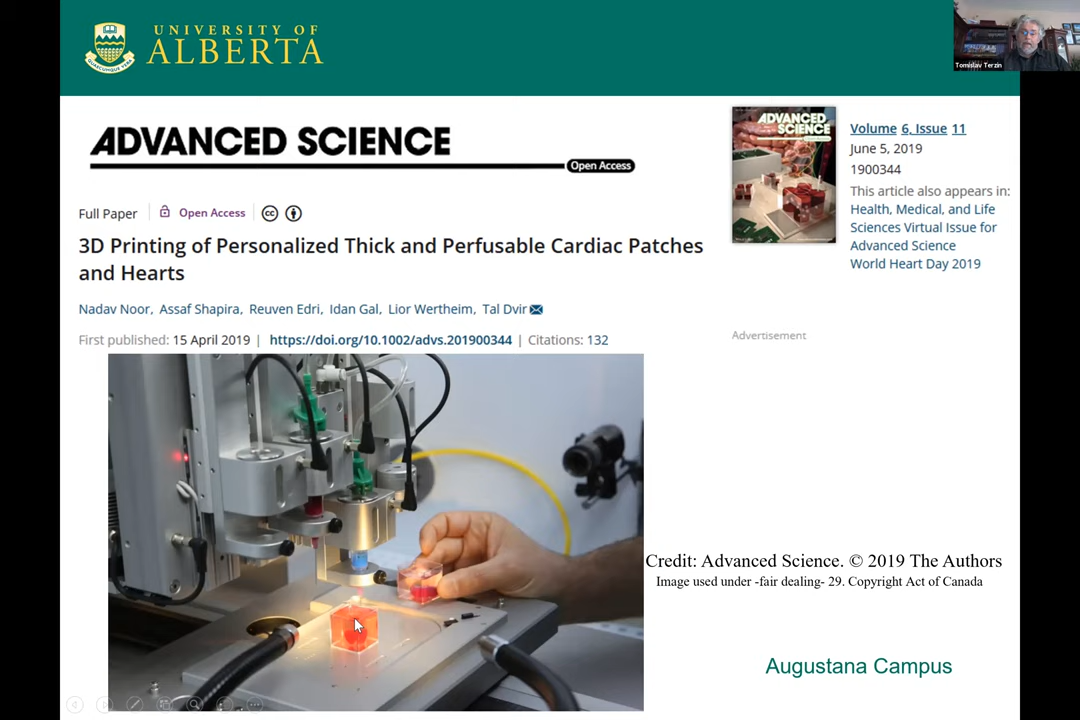 UNIVERSITY OF
ALBERTA
Tomislav Terzin
ADVANCED SCIENCE
Open Access
ADVANCED
SCIENCE
Volume 6, Issue 11
June 5, 2019
1900344
This article also appears in:
Health, Medical, and Life
Sciences Virtual Issue for
Advanced Science
World Heart Day 2019
Full Paper
Open Access
cc
3D Printing of Personalized Thick and Perfusable Cardiac Patches
and Hearts
Nadav Noor, Assaf Shapira, Reuven Edri, Idan Gal, Lior Wertheim, Tal Dvir
First published: 15 April 2019 | https://doi.org/10.1002/advs.201900344 | Citations: 132
Advertisement
Credit: Advanced Science. © 2019 The Authors
Image used under -fair dealing- 29. Copyright Act of Canada
Augustana Campus